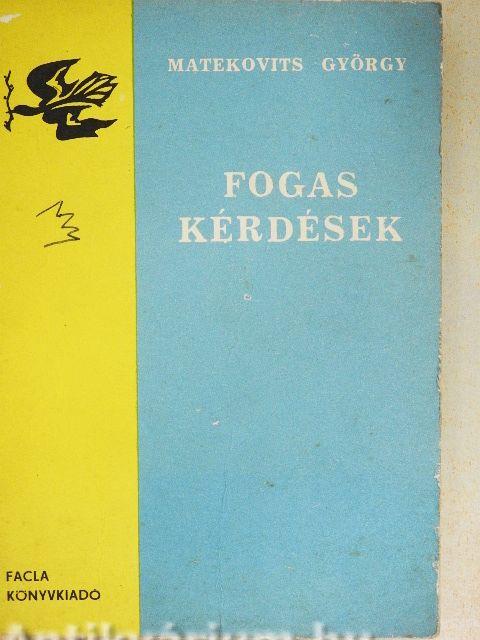 MATEKOVITS GYÖRGY
FOGAS
KÉRDÉSEK
FACLA
KÖNYVKIADÓ